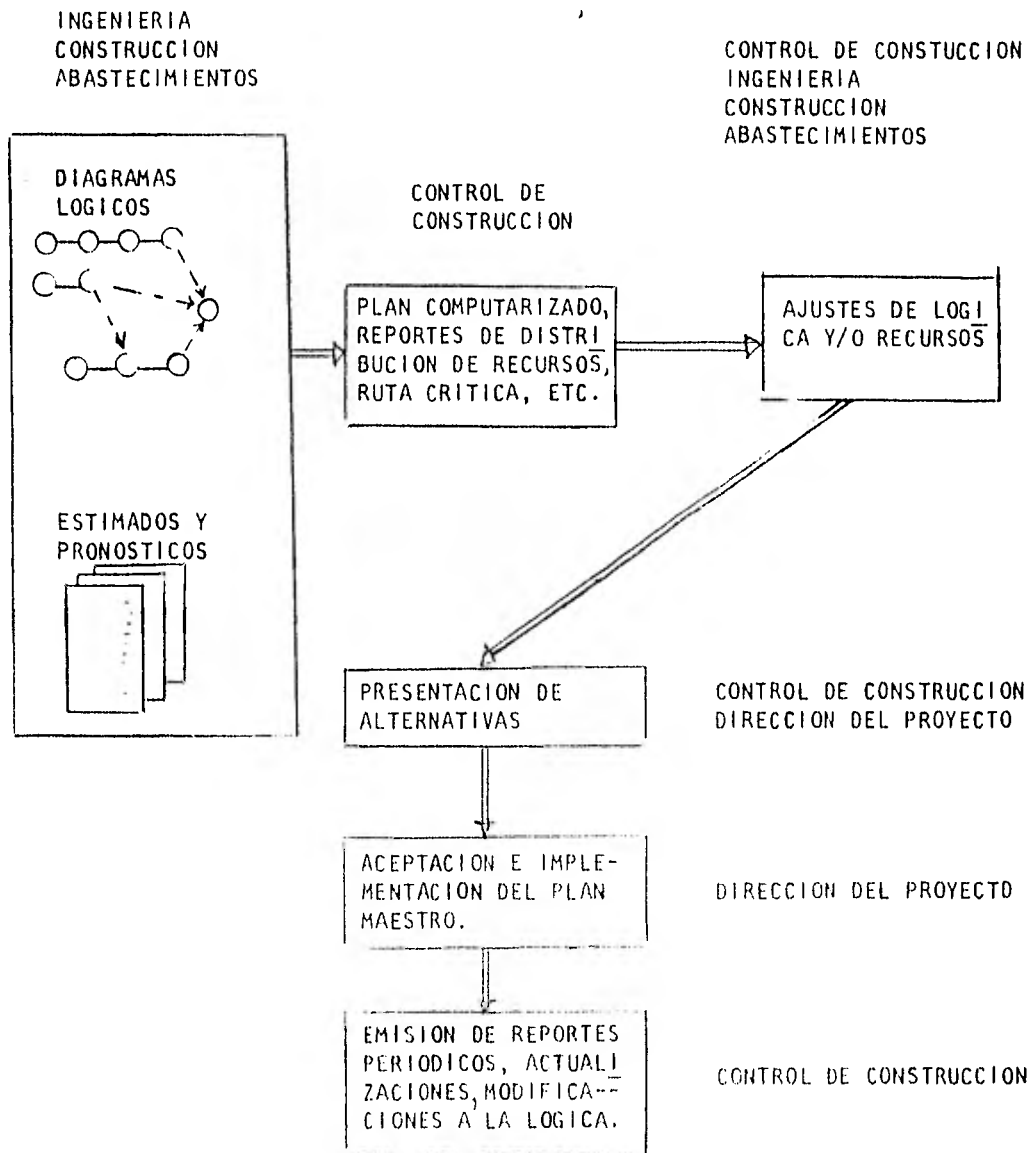 INGENIERIA
CONSTRUCCION
ABASTECIMIENTOS
CONTROL DE CONSTUCCION
INGENIERIA
CONSTRUCCION
ABASTECIMIENTOS
DIAGRAMAS
LOGICOS
CONTROL DE
CONSTRUCCION
PLAN COMPUTARIZADO,
REPORTES DE DISTRI
BUCION DE RECURSOS,
RUTA CRITICA, ETC.
AJUSTES DE LOGI
CA Y/O RECURSOS
ESTIMADOS Y
PRONOSTICOS
PRESENTACION DE
ALTERNATIVAS
CONTROL DE CONSTRUCCION
DIRECCION DEL PROYECTO
ACEPTACION E IMPLE-
MENTACION DEL PLAN
MAESTRO.
DIRECCION DEL PROYECTO
EMISION DE REPORTES
PERIODICOS, ACTUALI
ZACIONES, MODIFICA--
CIONES A LA LOGICA.
CONTROL DE CONSTRUCCION